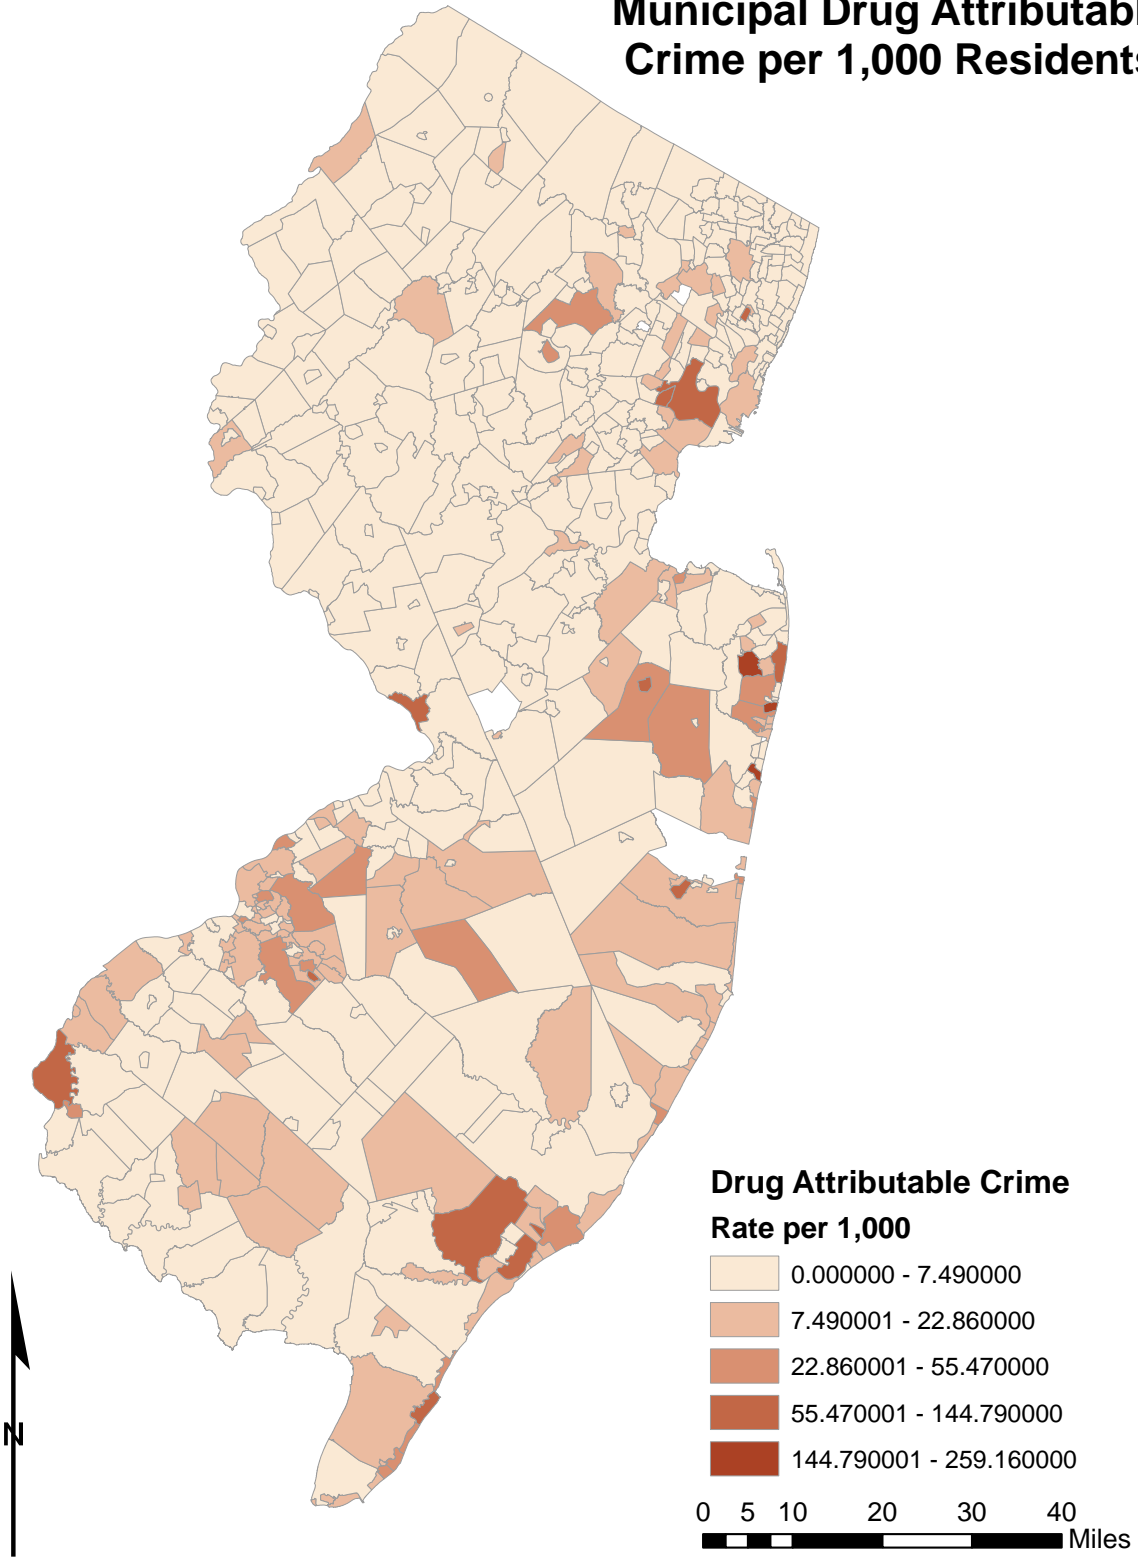 Municipal Drug Attributabl
Crime per 1,000 Residents
Drug Attributable Crime
Rate per 1,000
0.000000 - 7.490000
7.490001 - 22.860000
22.860001 - 55.470000
55.470001 - 144.790000
144.790001 - 259.160000
N
0 5 10 20 30 40
Miles